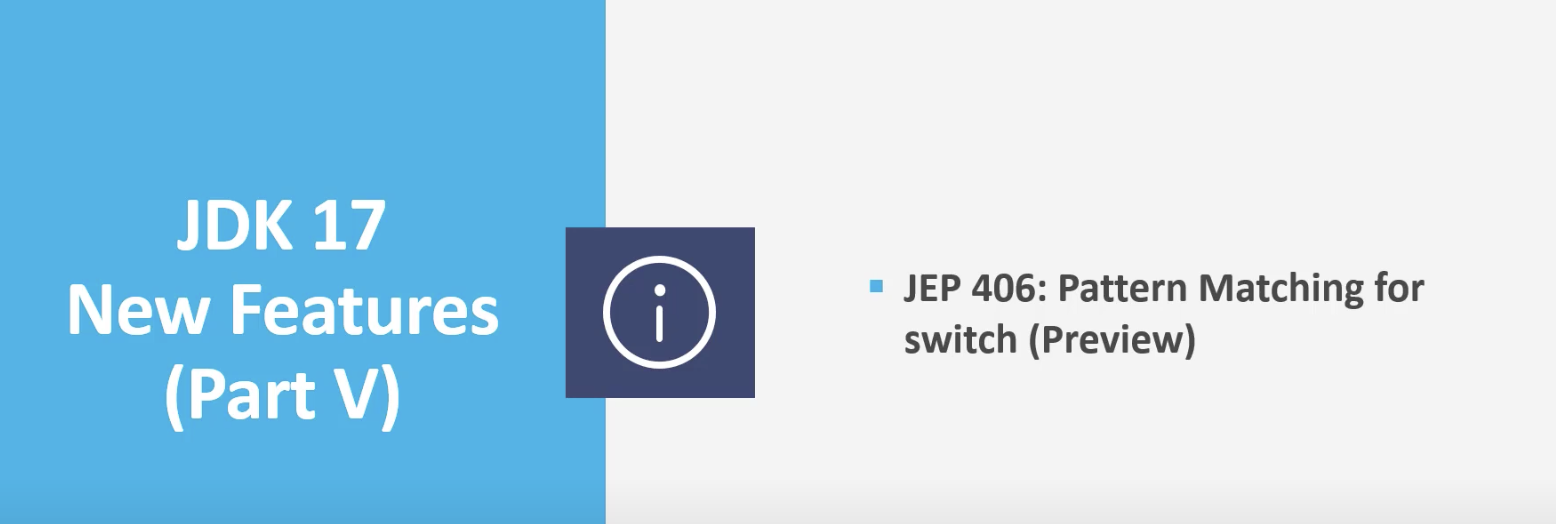 JDK 17
New Features
(Part V)
JEP 406: Pattern Matching for
switch (Preview)